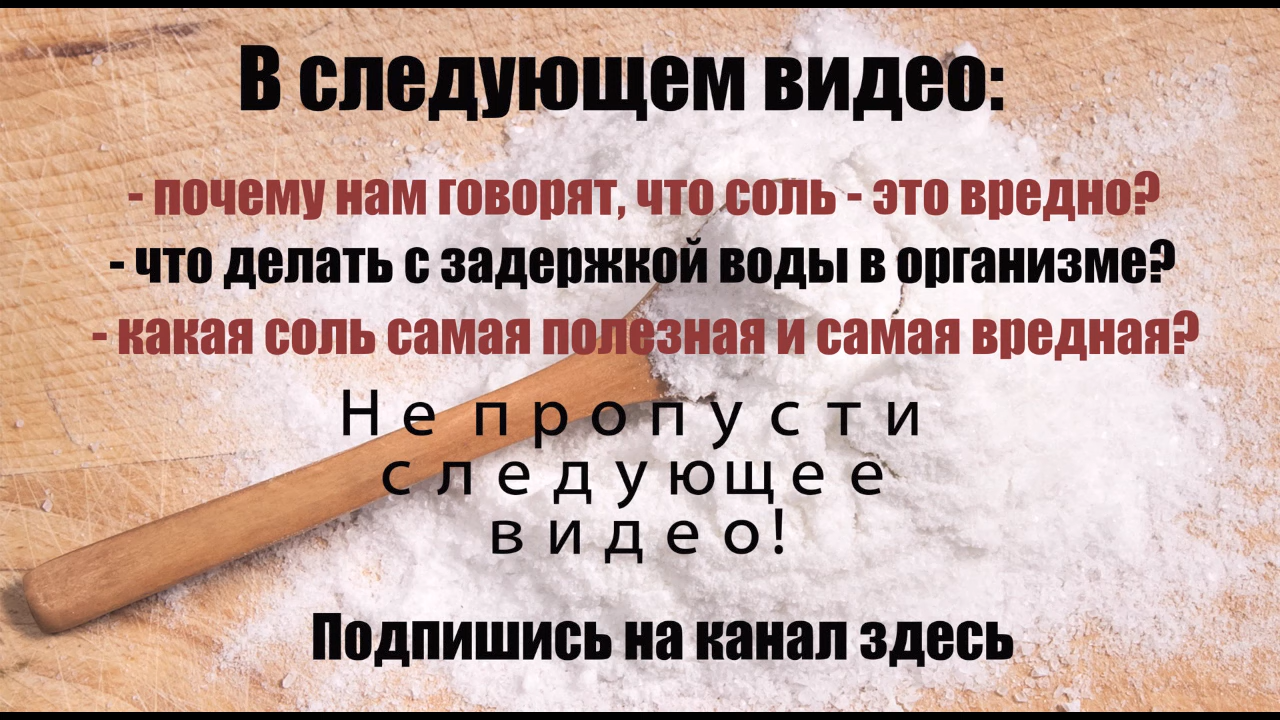 В следующем видео:
- почему нам говорят, что соль - это вредно?
- что делать с задержкой воды в организме?
- какая соль самая полезная и самая вредная?
Не пропусти
следующее
видео!
Подпишись на канал здесь